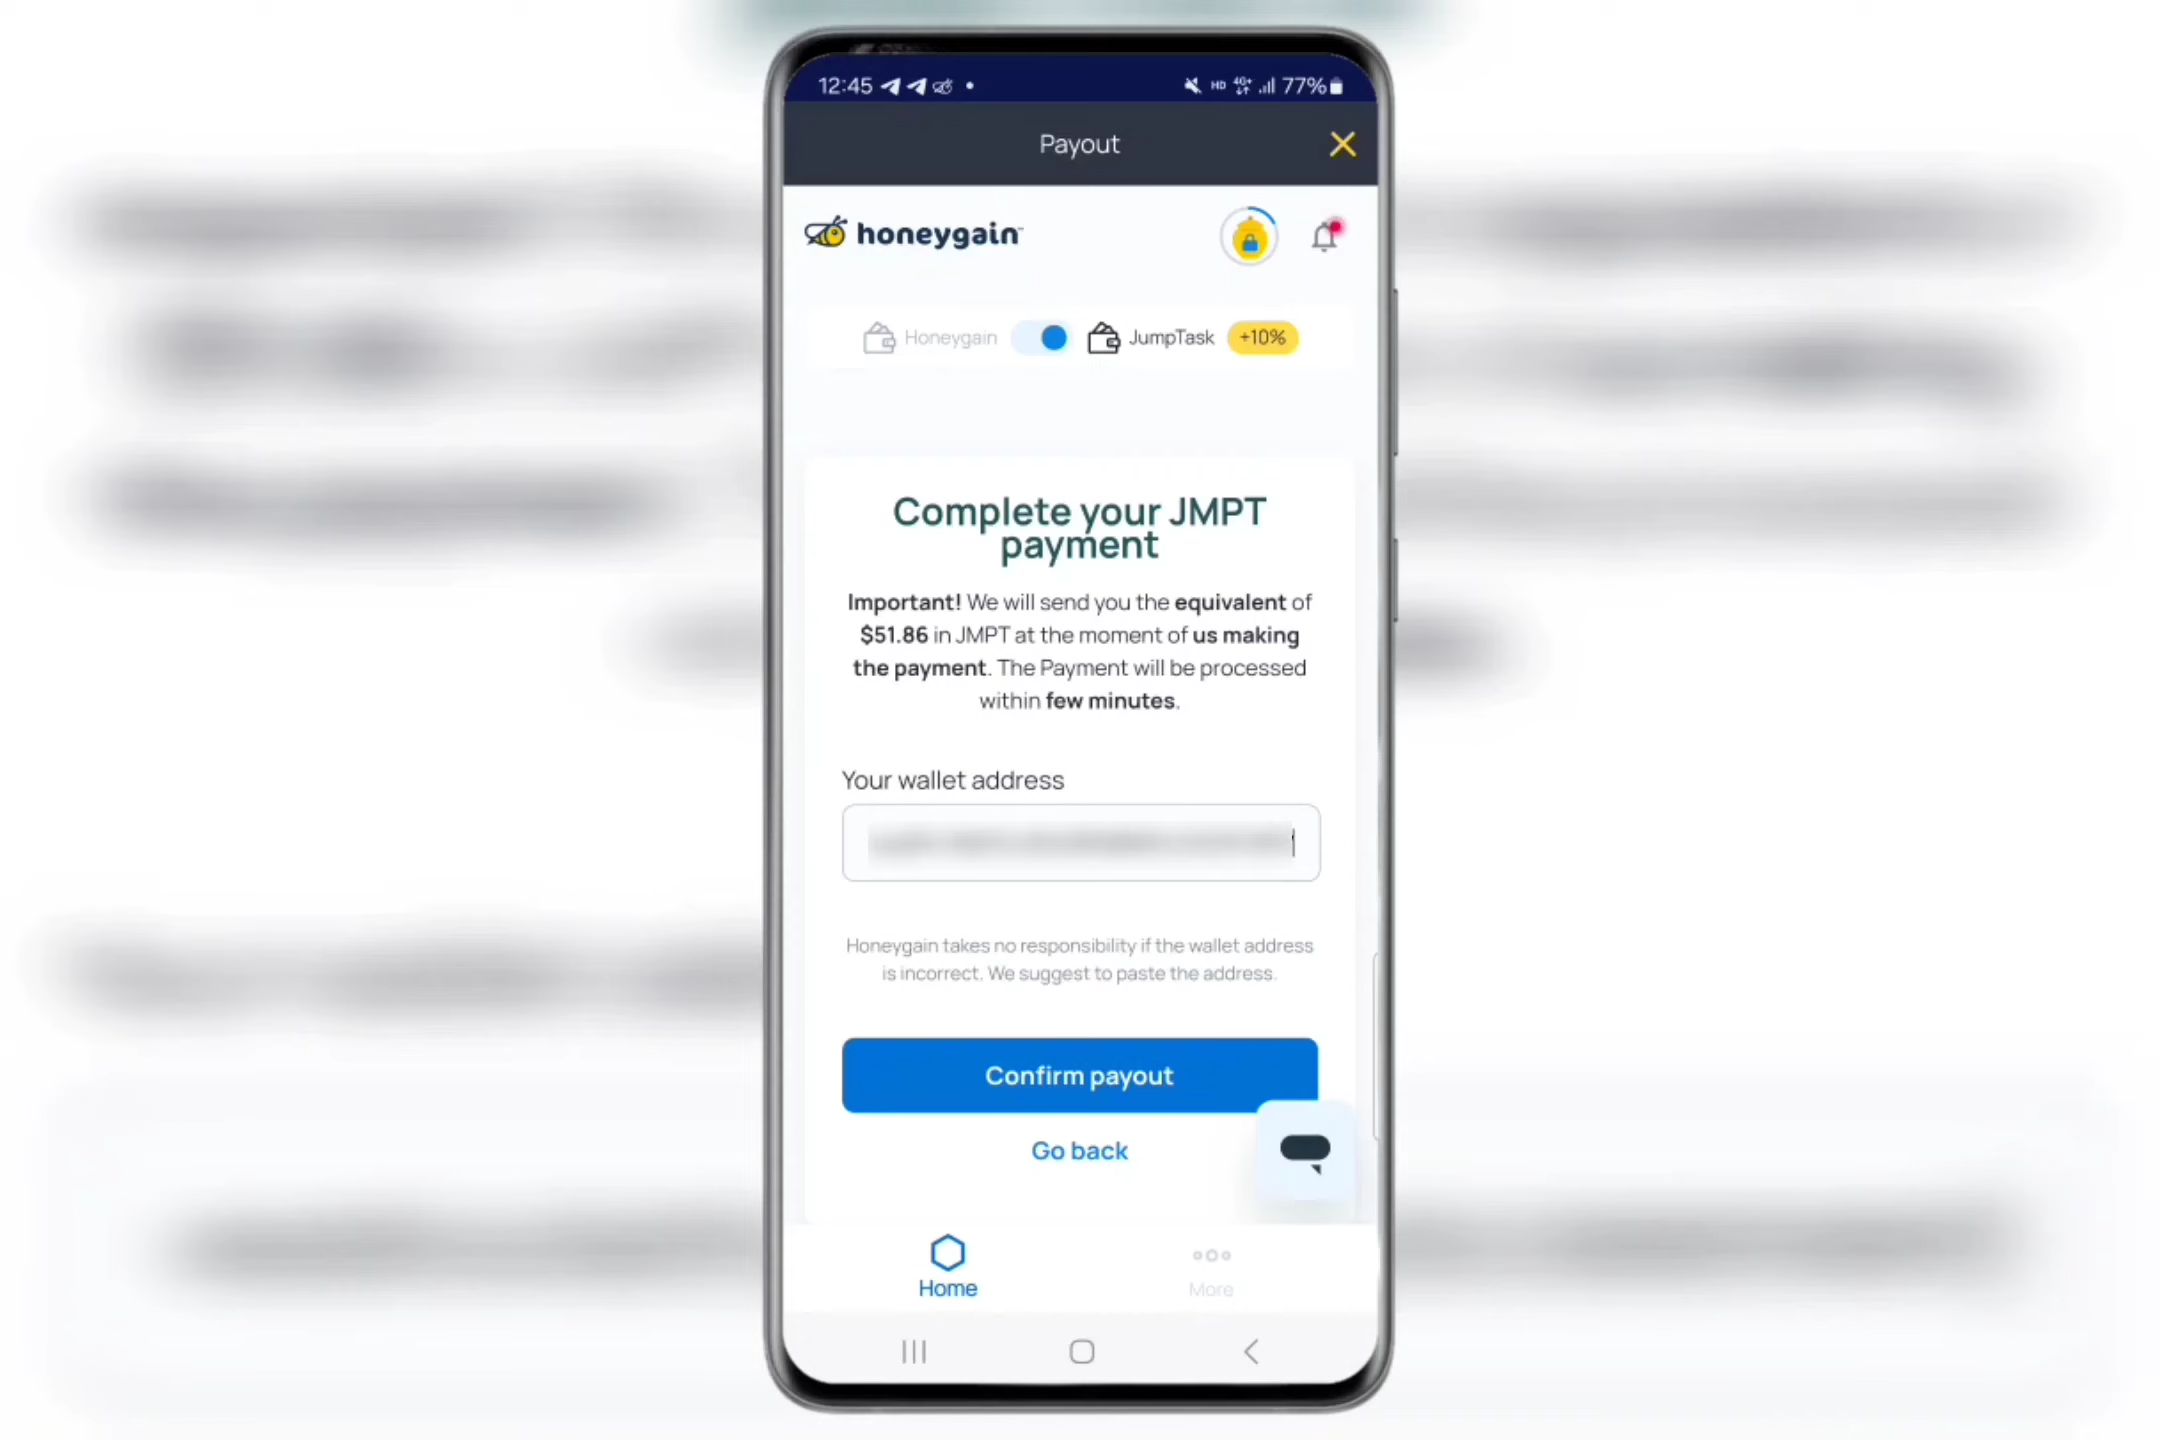 12:45
HD 4G+ 77%
Payout
honeygain
Honeygain JumpTask +10%
Complete your JMPT
payment
Important! We will send you the equivalent of
$51.86 in JMPT at the moment of us making
the payment. The Payment will be processed
within few minutes.
Your wallet address
Honeygain takes no responsibility if the wallet address
is incorrect. We suggest to paste the address.
Confirm payout
Go back
Home
More